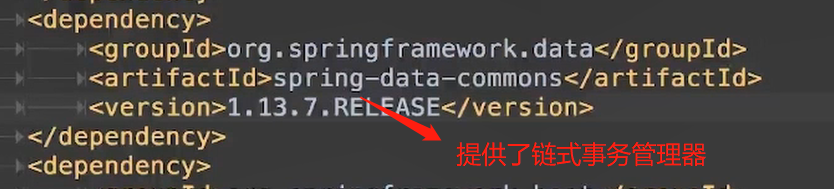 <dependency>
<groupId>org.springframework.data</groupId>
<artifactId>spring-data-commons</artifactId>
<version>1.13.7.RELEASE</version>
</dependency>
提供了链式事务管理器
<dependency>